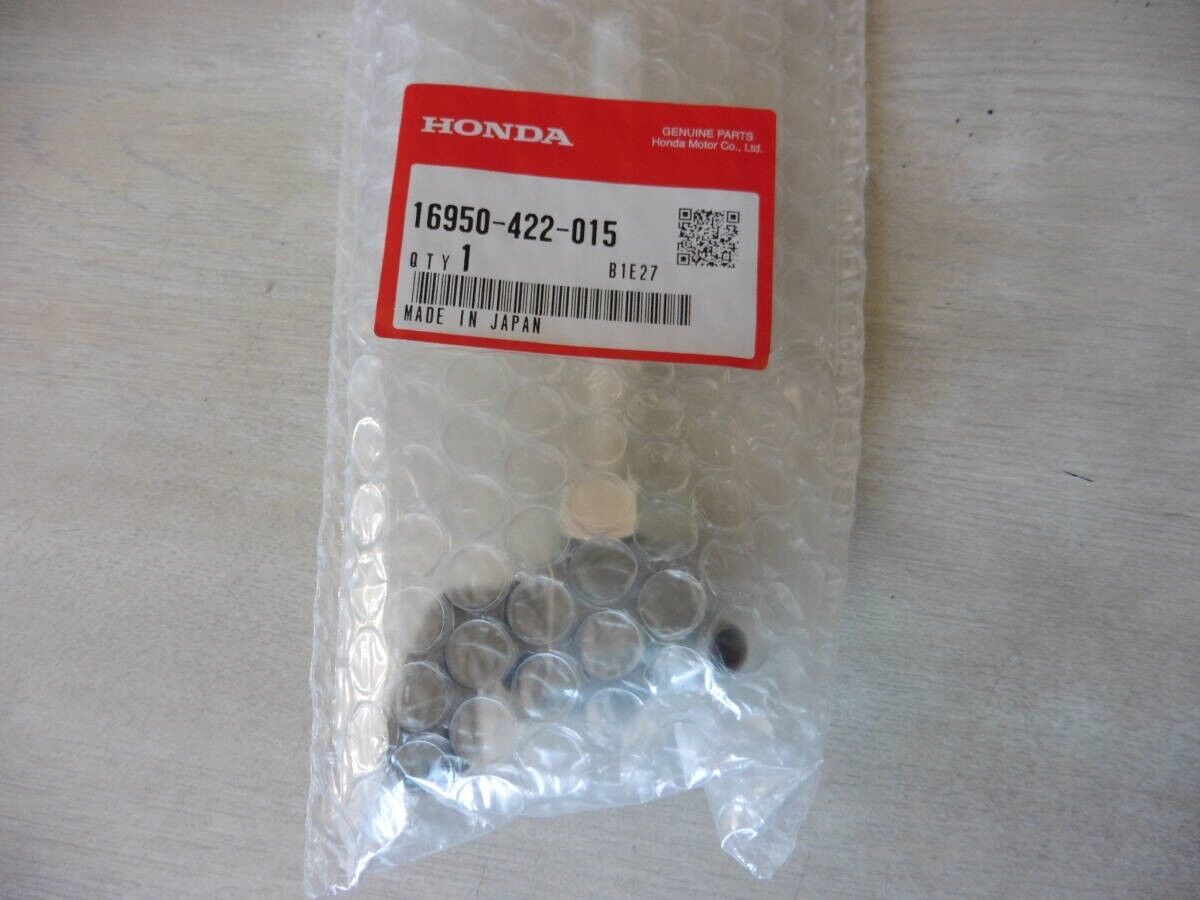 HONDA
GENUINE PARTS
Honda Motor Co., Ltd.
16950-422-015
QTY 1
B1E27
MADE IN JAPAN